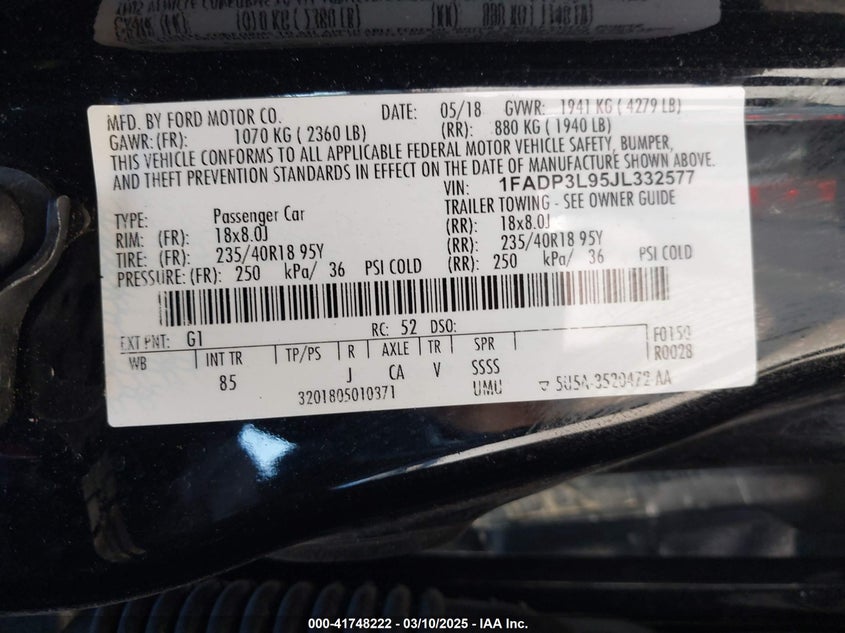 MFD. BY FORD MOTOR CO. DATE: 05/18 GVWR: 1941 KG ( 4279 LB)
GAWR: (FR): 1070 KG ( 2360 LB) (RR): 880 KG ( 1940 LB)
THIS VEHICLE CONFORMS TO ALL APPLICABLE FEDERAL MOTOR VEHICLE SAFETY, BUMPER,
AND THEFT PREVENTION STANDARDS IN EFFECT ON THE DATE OF MANUFACTURE SHOWN ABOVE.
VIN: 1FADP3L95JL332577
TYPE: Passenger Car TRAILER TOWING - SEE OWNER GUIDE
RIM: (FR): 18x8.0J (RR): 18x8.0J
TIRE: (FR): 235/40R18 95Y (RR): 235/40R18 95Y
PRESSURE: (FR): 250 kPa/ 36 PSI COLD (RR): 250 kPa/ 36 PSI COLD
EXT PNT: G1 RC: 52 DSO: F0150
WB INT TR TP/PS R AXLE TR SPR R0028
85 J CA V SSSS
3201805010371 UMU 5U5A-3520472-AA
000-41748222 - 03/10/2025 - IAA Inc.